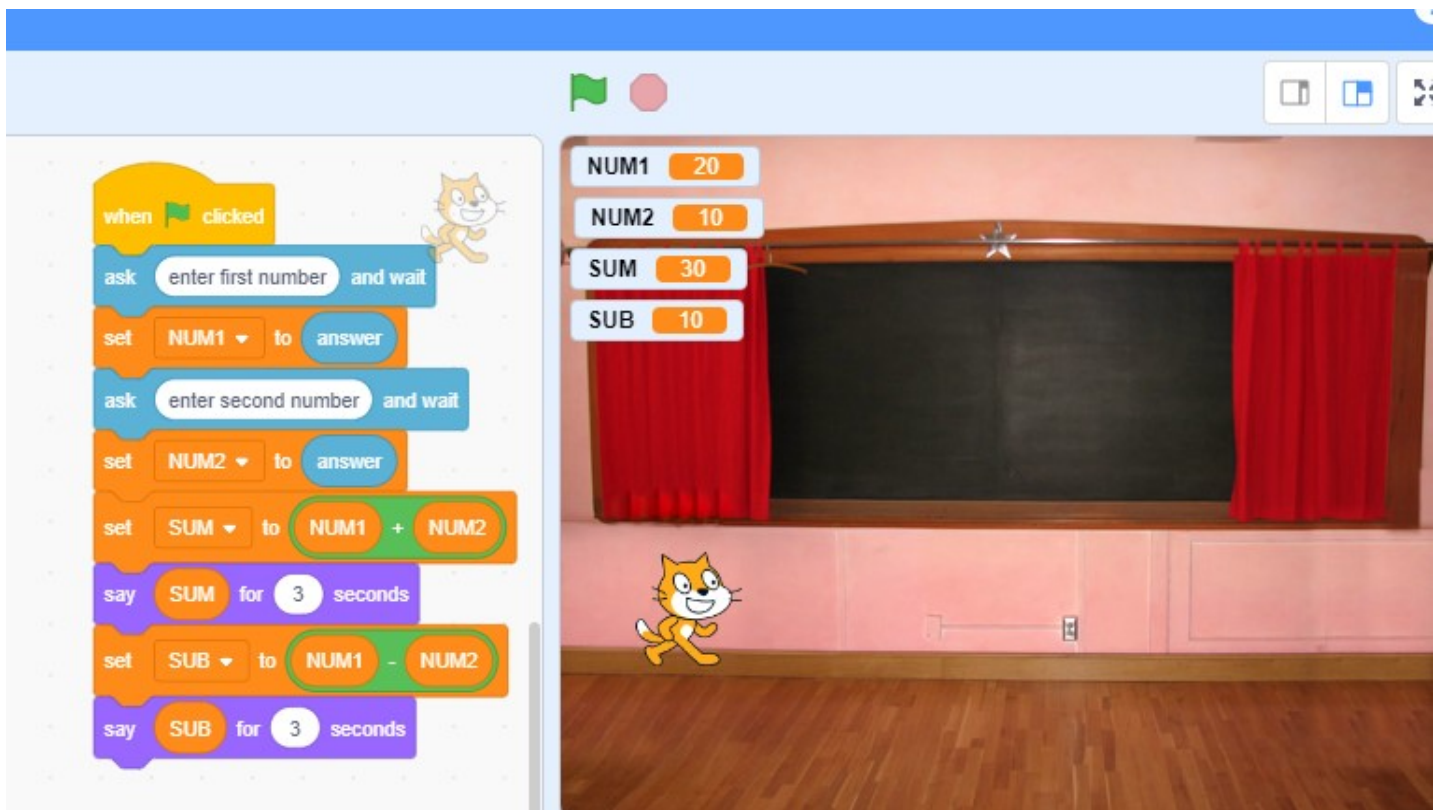 when clicked
ask enter first number and wait
set NUM1 to answer
ask enter second number and wait
set NUM2 to answer
set SUM to NUM1 + NUM2
say SUM for 3 seconds
set SUB to NUM1 - NUM2
say SUB for 3 seconds
NUM1 20
NUM2 10
SUM 30
SUB 10